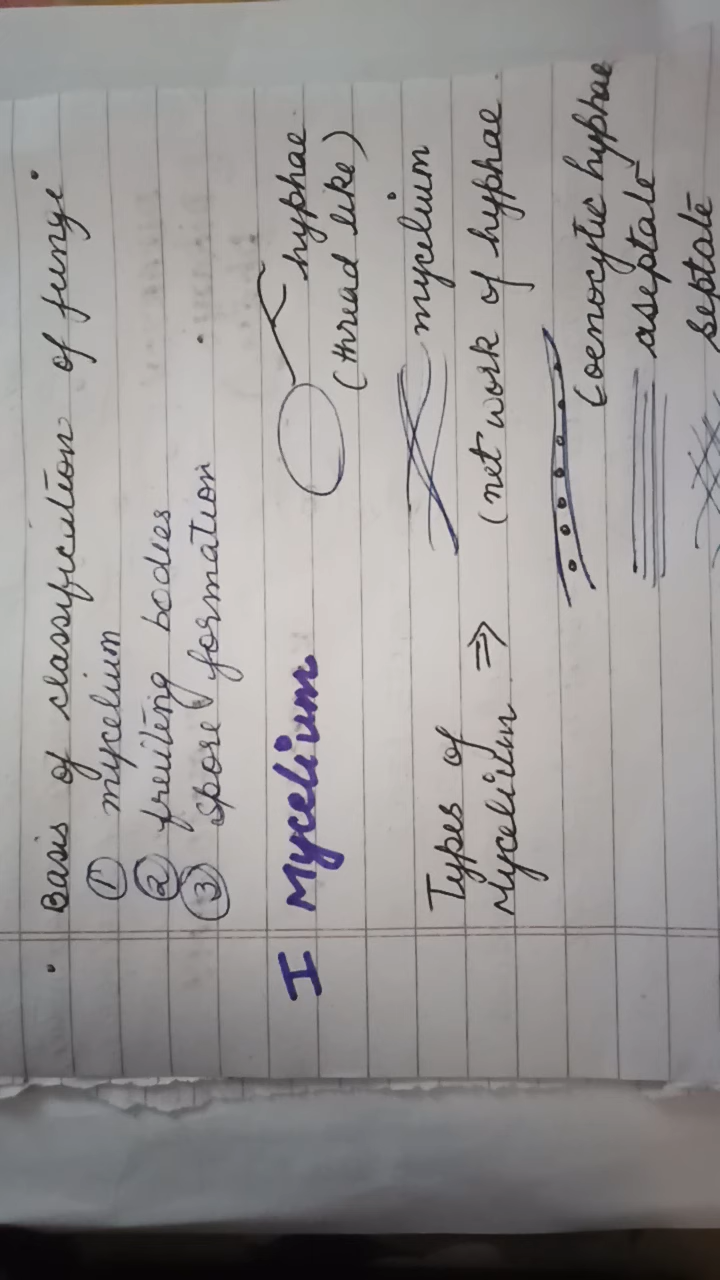 • Basis of classification of fungi
① mycelium
② fruiting bodies
③ spore formation
I Mycelium
hyphae
(thread like)
mycelium
Types of
Mycelium ⇒
(net work of hyphae
Coenocytic hyphae
aseptate
septate